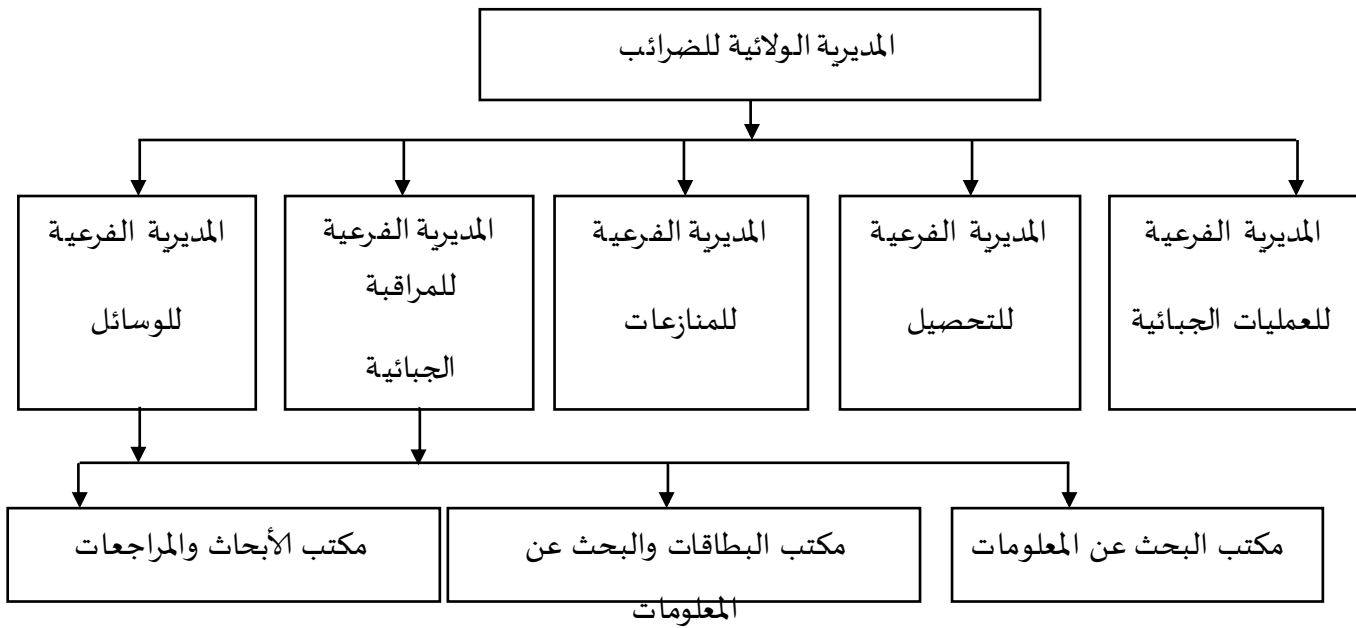 المديرية الولائية للضرائب
المديرية الفرعية
للعمليات الجبائية
المديرية الفرعية
للتحصيل
المديرية الفرعية
للمنازعات
المديرية الفرعية
للمراقبة
الجبائية
المديرية الفرعية
للوسائل
مكتب البحث عن المعلومات
مكتب البطاقات والبحث عن
المعلومات
مكتب الأبحاث والمراجعات